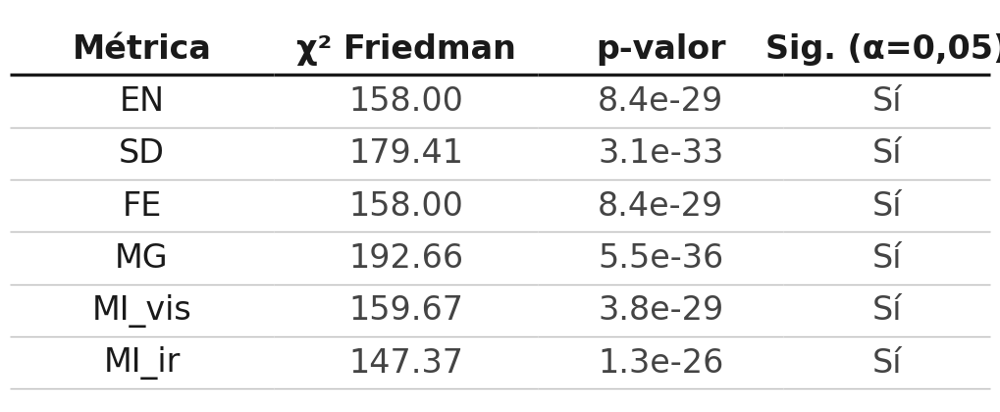 Métrica χ² Friedman p-valor Sig. (α=0,05)
EN 158.00 8.4e-29 Sí
SD 179.41 3.1e-33 Sí
FE 158.00 8.4e-29 Sí
MG 192.66 5.5e-36 Sí
MI_vis 159.67 3.8e-29 Sí
MI_ir 147.37 1.3e-26 Sí